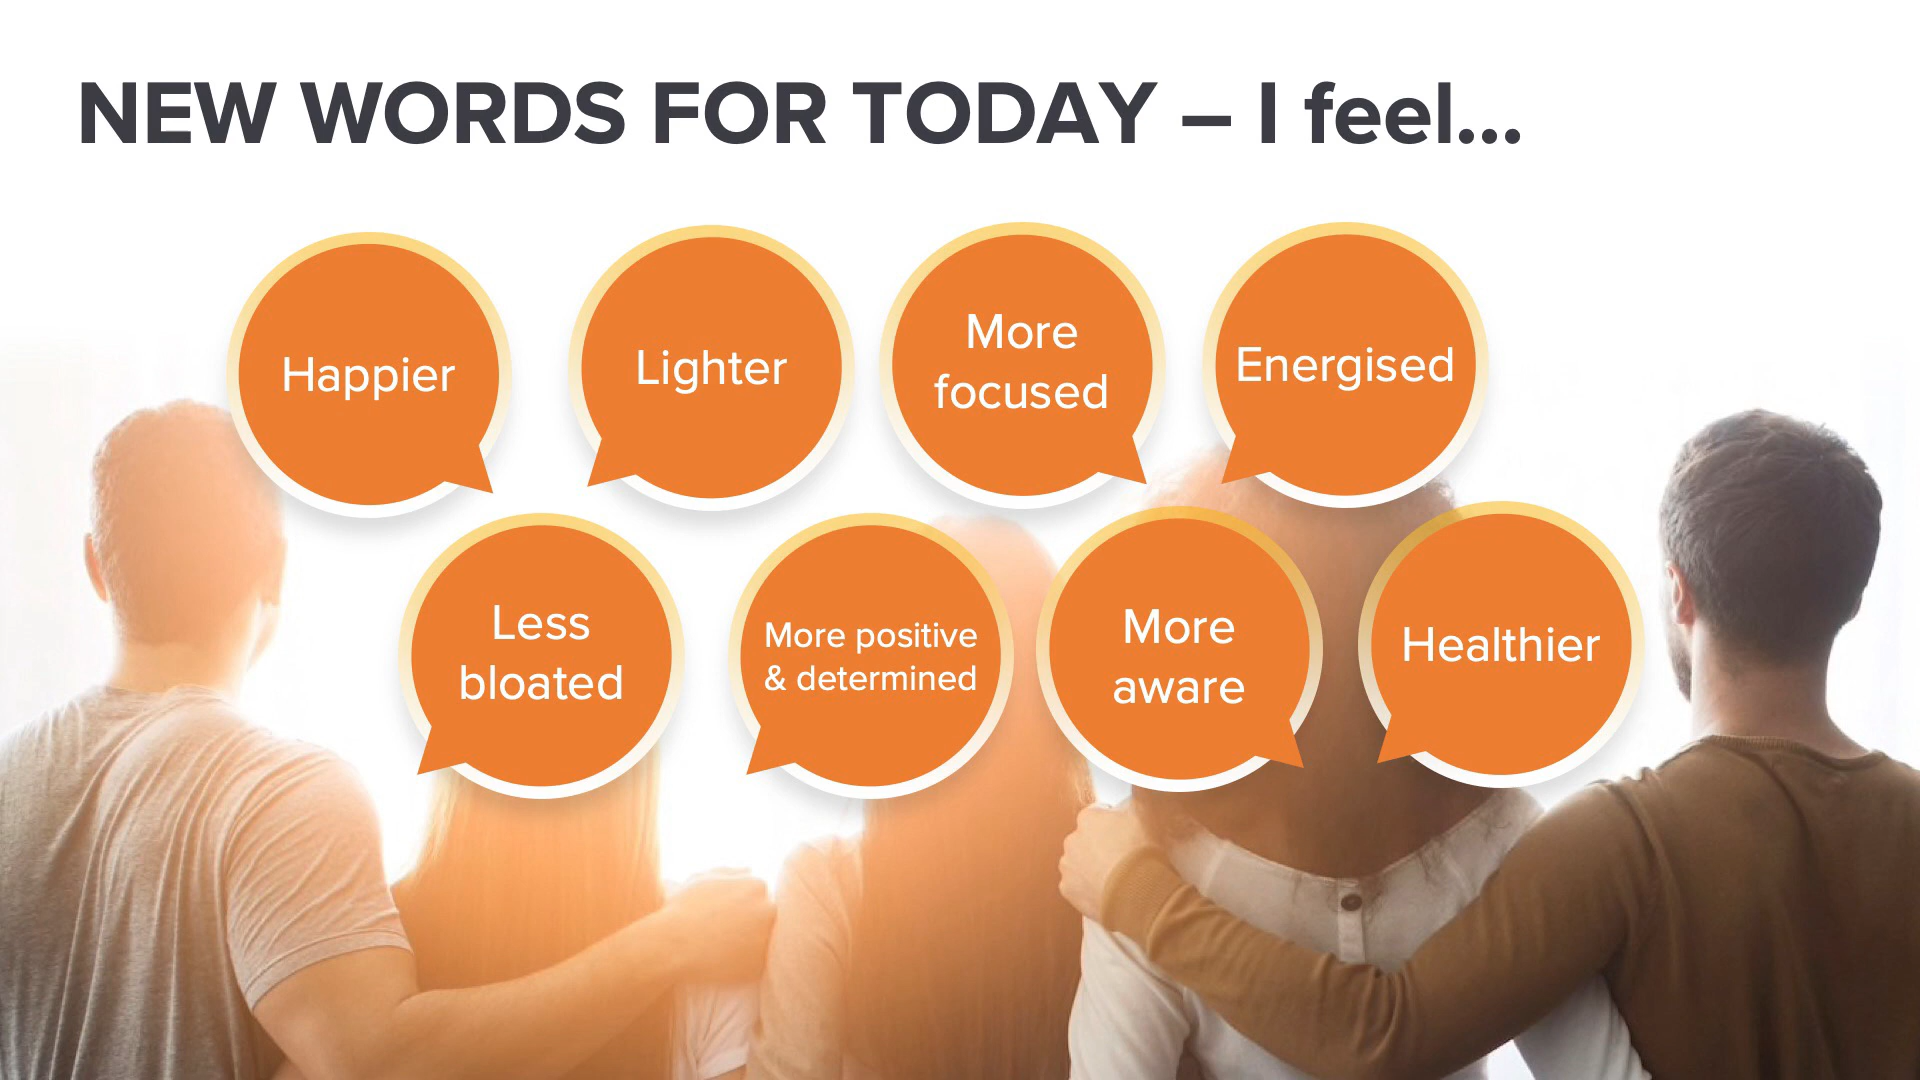 NEW WORDS FOR TODAY – I feel...
Happier
Lighter
More
focused
Energised
Less
bloated
More positive
& determined
More
aware
Healthier